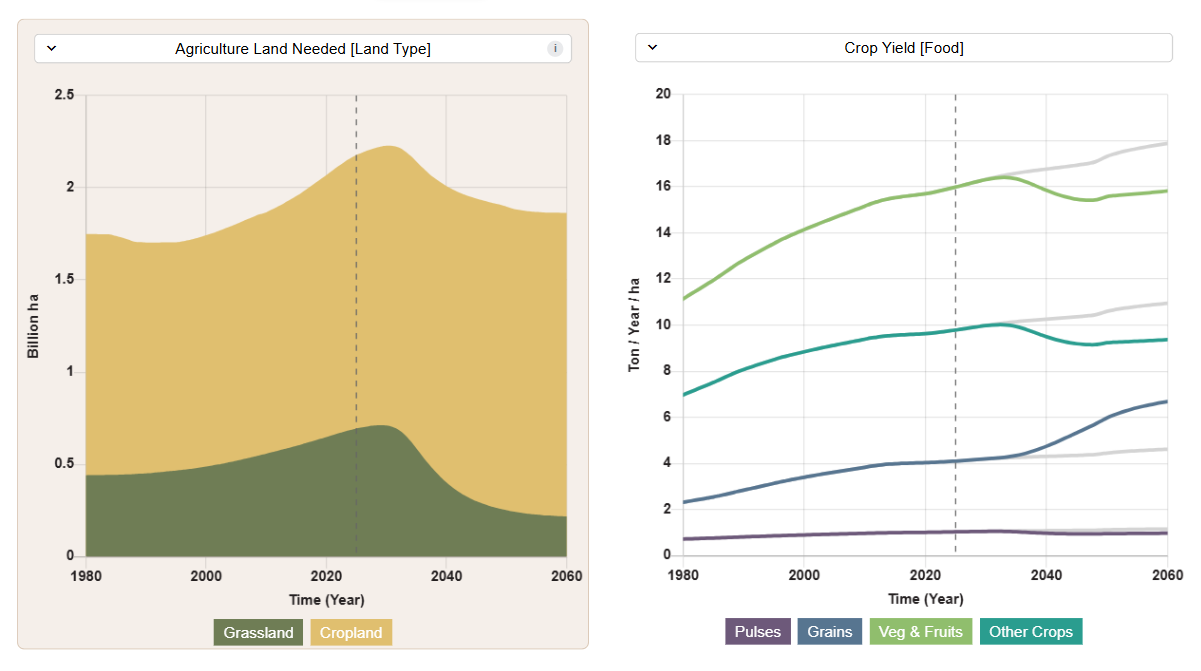 Agriculture Land Needed [Land Type]
i
2.5
2
1.5
1
0.5
0
Billion ha
1980
2000
2020
2040
2060
Time (Year)
Grassland
Cropland
Crop Yield [Food]
20
18
16
14
12
10
8
6
4
2
0
Ton / Year / ha
1980
2000
2020
2040
2060
Time (Year)
Pulses
Grains
Veg & Fruits
Other Crops